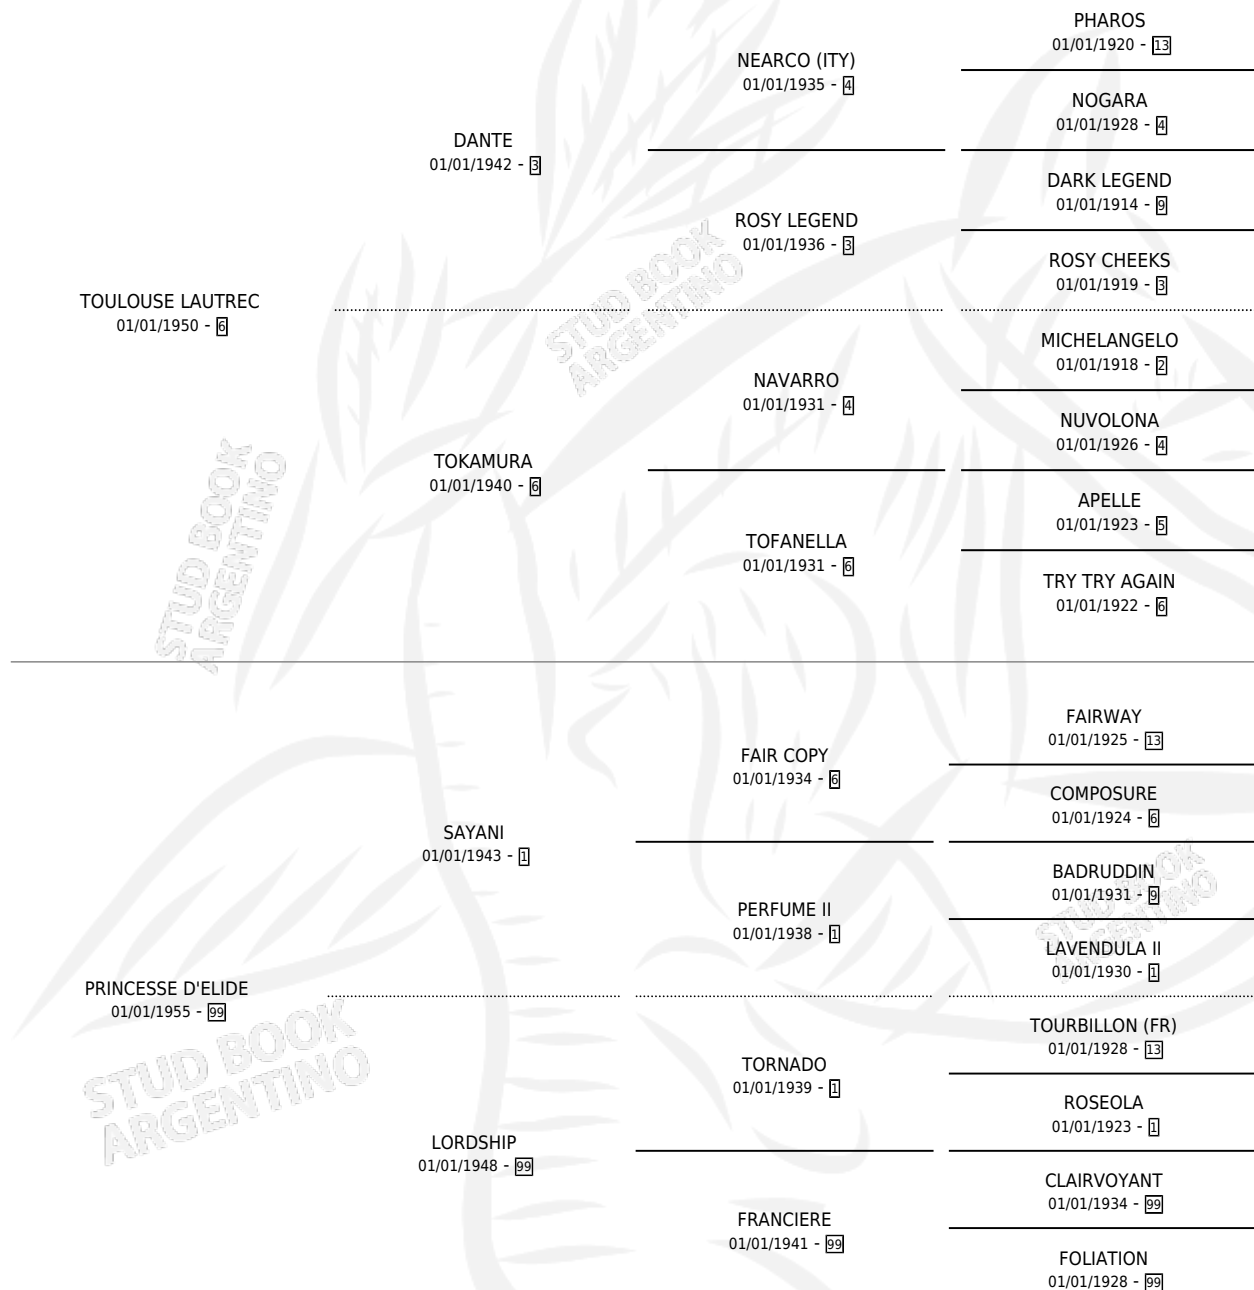 PHAROS
01/01/1920 - 13
NEARCO (ITY)
01/01/1935 - 4
NOGARA
01/01/1928 - 4
DANTE
01/01/1942 - 3
DARK LEGEND
01/01/1914 - 9
ROSY LEGEND
01/01/1936 - 3
ROSY CHEEKS
01/01/1919 - 3
TOULOUSE LAUTREC
01/01/1950 - 6
MICHELANGELO
01/01/1918 - 2
NAVARRO
01/01/1931 - 4
NUVOLONA
01/01/1926 - 4
TOKAMURA
01/01/1940 - 6
APELLE
01/01/1923 - 5
TOFANELLA
01/01/1931 - 6
TRY TRY AGAIN
01/01/1922 - 6
FAIRWAY
01/01/1925 - 13
FAIR COPY
01/01/1934 - 6
COMPOSURE
01/01/1924 - 6
SAYANI
01/01/1943 - 1
BADRUDDIN
01/01/1931 - 9
PERFUME II
01/01/1938 - 1
LAVENDULA II
01/01/1930 - 1
PRINCESSE D'ELIDE
01/01/1955 - 99
TOURBILLON (FR)
01/01/1928 - 13
TORNADO
01/01/1939 - 1
ROSEOLA
01/01/1923 - 1
LORDSHIP
01/01/1948 - 99
CLAIRVOYANT
01/01/1934 - 99
FRANCIERE
01/01/1941 - 99
FOLIATION
01/01/1928 - 99
STUD BOOK
ARGENTINO
STUD BOOK
ARGENTINO
STUD BOOK
ARGENTINO
STUD BOOK
ARGENTINO